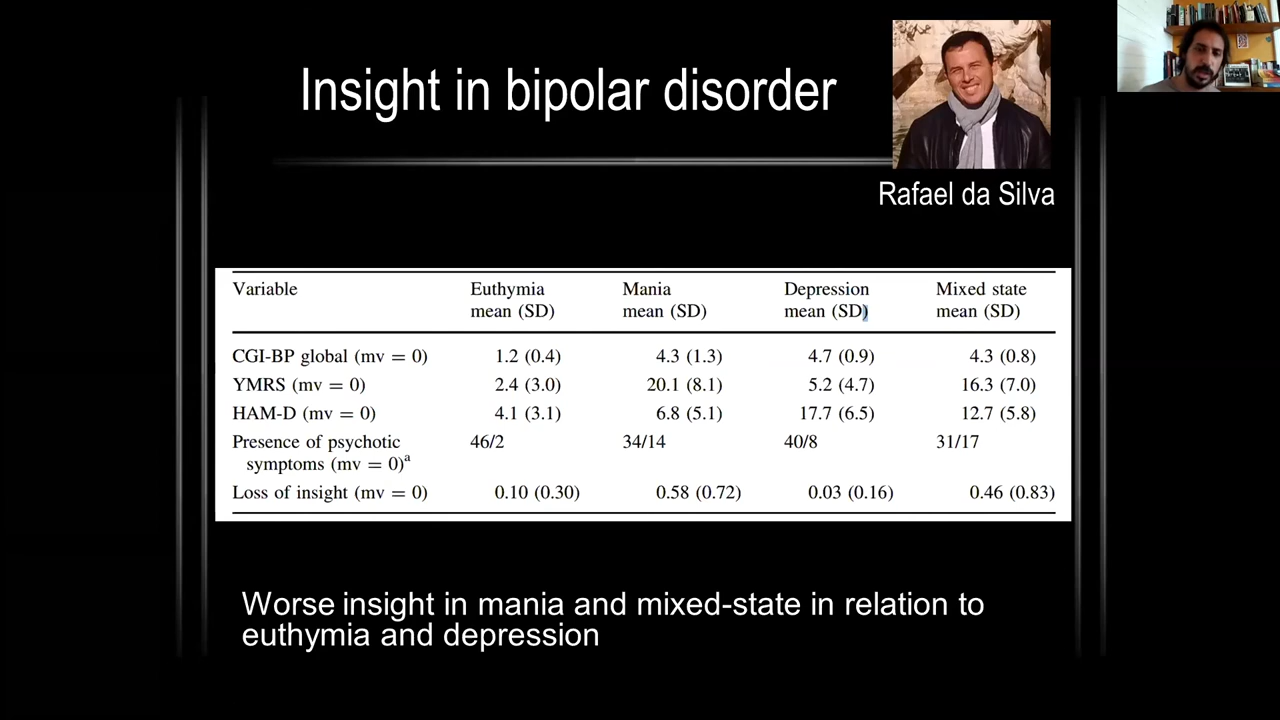 Insight in bipolar disorder
Rafael da Silva
Variable Euthymia mean (SD) Mania mean (SD) Depression mean (SD) Mixed state mean (SD)
CGI-BP global (mv = 0) 1.2 (0.4) 4.3 (1.3) 4.7 (0.9) 4.3 (0.8)
YMRS (mv = 0) 2.4 (3.0) 20.1 (8.1) 5.2 (4.7) 16.3 (7.0)
HAM-D (mv = 0) 4.1 (3.1) 6.8 (5.1) 17.7 (6.5) 12.7 (5.8)
Presence of psychotic 46/2 34/14 40/8 31/17
symptoms (mv = 0)a
Loss of insight (mv = 0) 0.10 (0.30) 0.58 (0.72) 0.03 (0.16) 0.46 (0.83)
Worse insight in mania and mixed-state in relation to
euthymia and depression